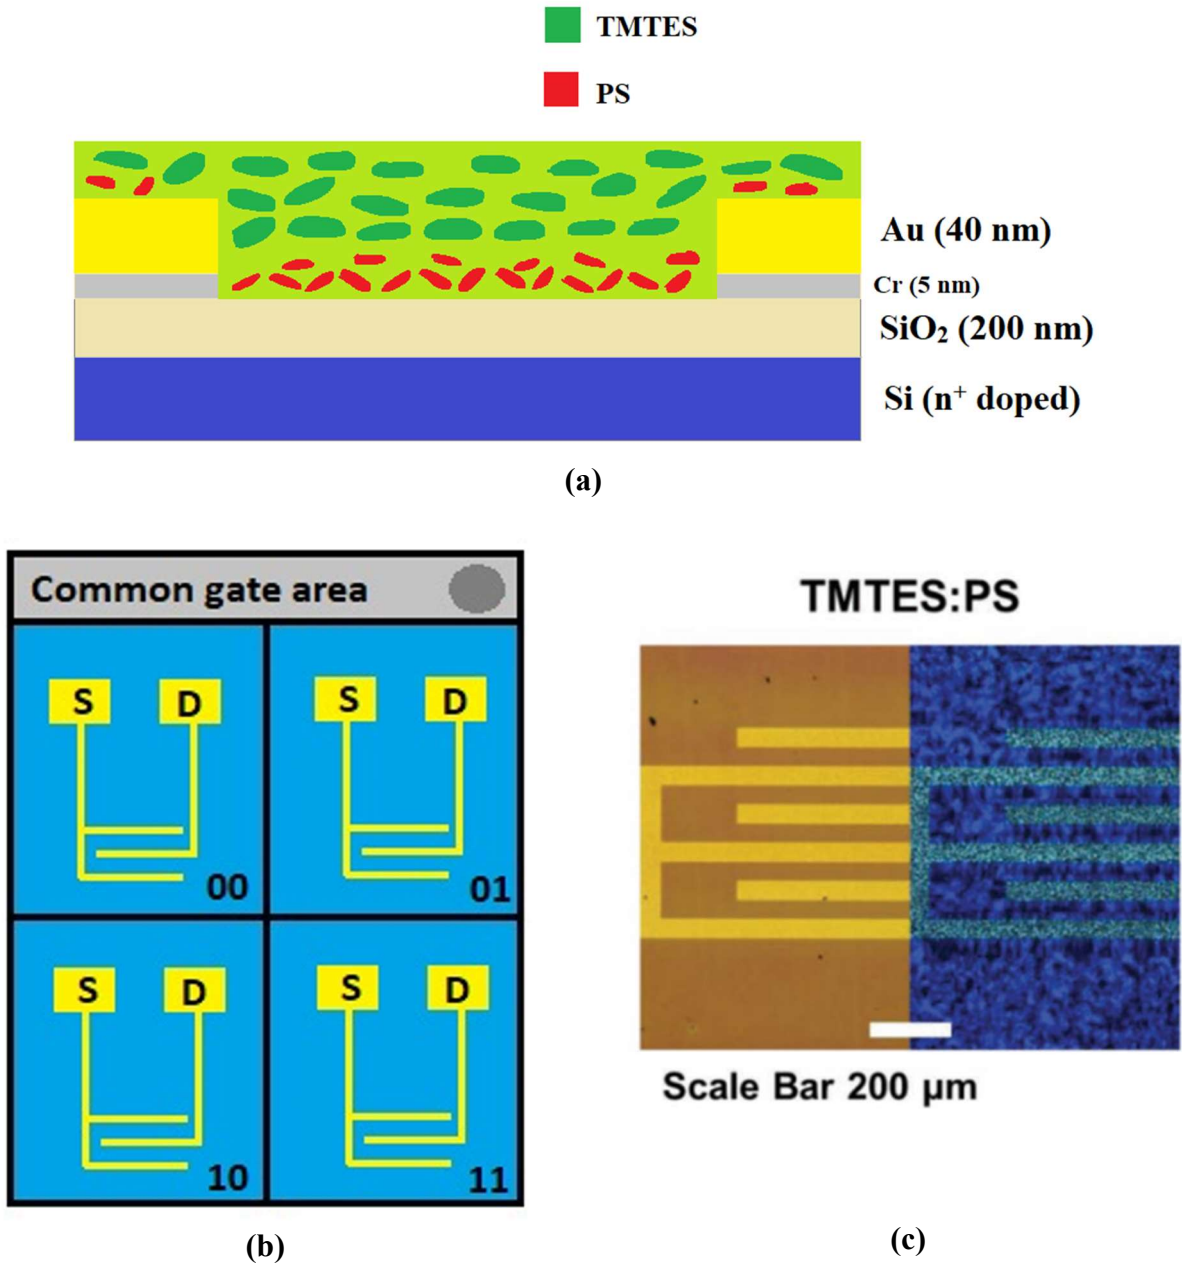 TMTES
PS
Au (40 nm)
Cr (5 nm)
SiO₂ (200 nm)
Si (n⁺ doped)
(a)
Common gate area
S D
00
S D
01
S D
10
S D
11
(b)
TMTES:PS
Scale Bar 200 μm
(c)